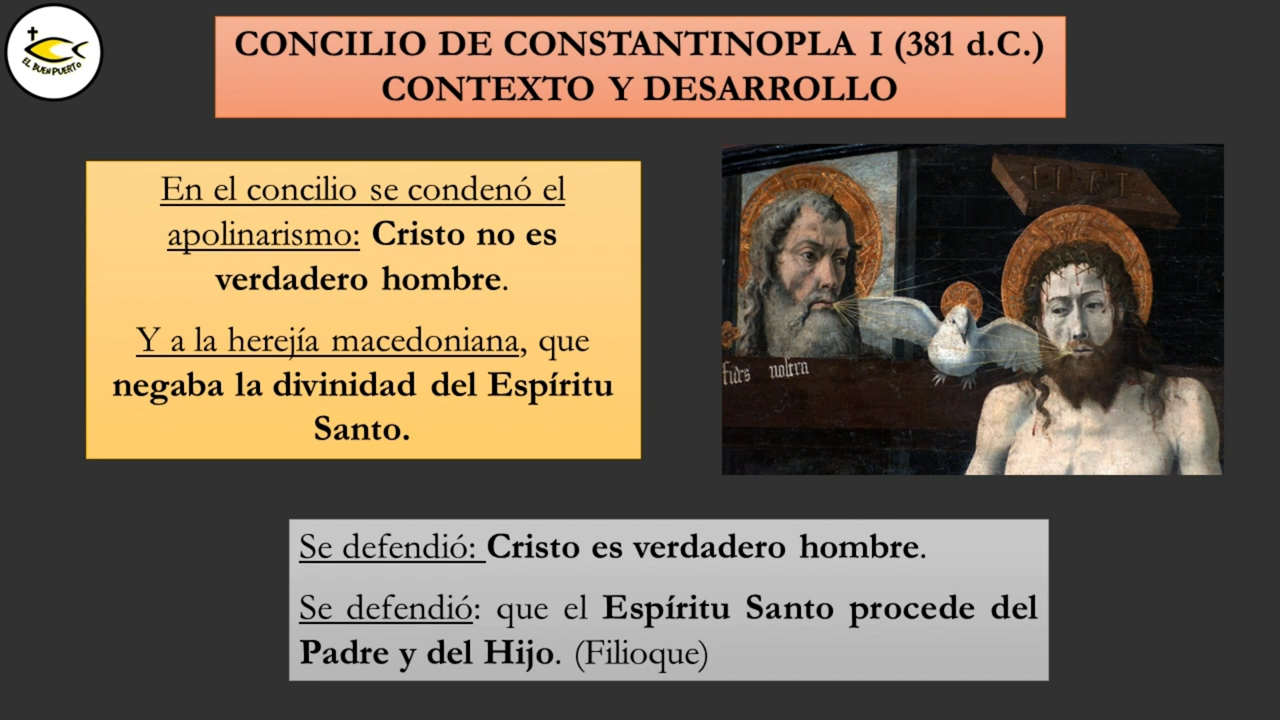 EL BUEN PUERTO
CONCILIO DE CONSTANTINOPLA I (381 d.C.)
CONTEXTO Y DESARROLLO
En el concilio se condenó el
apolinarismo: Cristo no es
verdadero hombre.
Y a la herejía macedoniana, que
negaba la divinidad del Espíritu
Santo.
nostra
Se defendió: Cristo es verdadero hombre.
Se defendió: que el Espíritu Santo procede del
Padre y del Hijo. (Filioque)